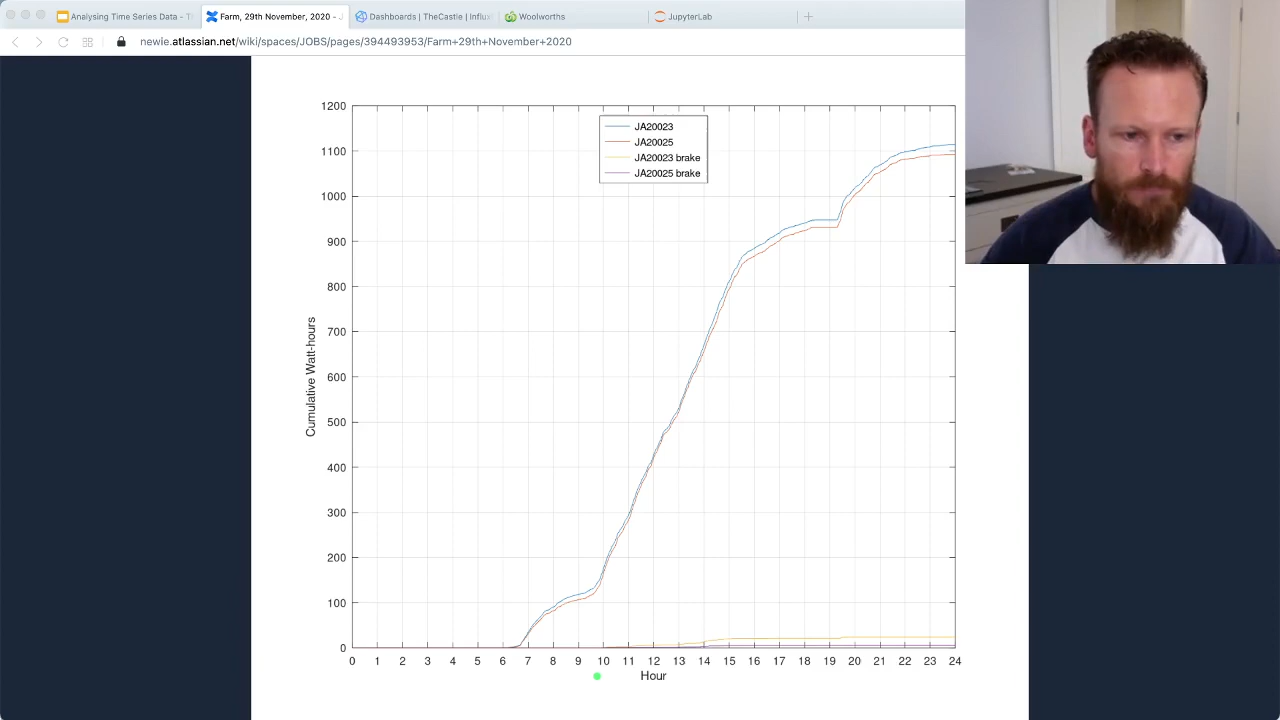 Analysing Time Series Data - T
Farm, 29th November, 2020 - J
Dashboards | TheCastle | Influx
Woolworths
JupyterLab
newie.atlassian.net/wiki/spaces/JOBS/pages/394493953/Farm+29th+November+2020
1200
1100
1000
900
800
700
600
500
400
300
200
100
0
Cumulative Watt-hours
JA20023
JA20025
JA20023 brake
JA20025 brake
0 1 2 3 4 5 6 7 8 9 10 11 12 13 14 15 16 17 18 19 20 21 22 23 24
Hour